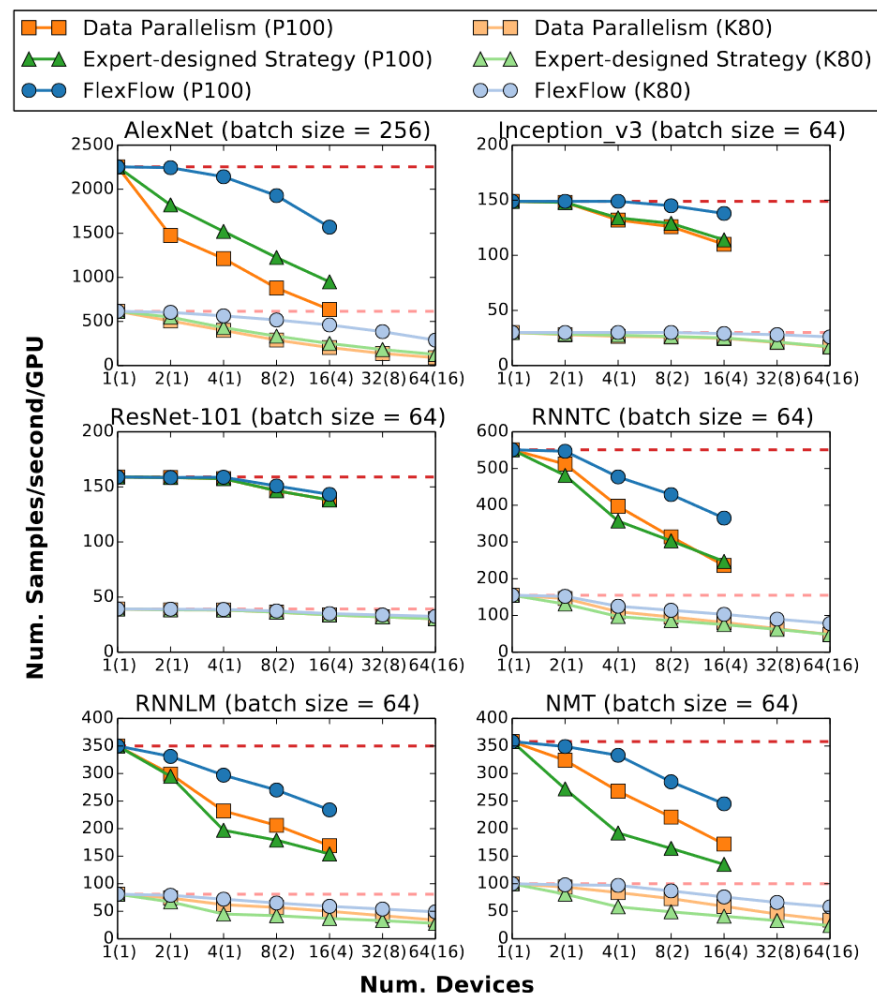 Data Parallelism (P100) Data Parallelism (K80)
Expert-designed Strategy (P100) Expert-designed Strategy (K80)
FlexFlow (P100) FlexFlow (K80)
Num. Samples/second/GPU
AlexNet (batch size = 256)
2500
2000
1500
1000
500
0
1(1) 2(1) 4(1) 8(2) 16(4) 32(8) 64(16)
Inception_v3 (batch size = 64)
200
150
100
50
0
1(1) 2(1) 4(1) 8(2) 16(4) 32(8) 64(16)
ResNet-101 (batch size = 64)
200
150
100
50
0
1(1) 2(1) 4(1) 8(2) 16(4) 32(8) 64(16)
RNNTC (batch size = 64)
600
500
400
300
200
100
0
1(1) 2(1) 4(1) 8(2) 16(4) 32(8) 64(16)
RNNLM (batch size = 64)
400
350
300
250
200
150
100
50
0
1(1) 2(1) 4(1) 8(2) 16(4) 32(8) 64(16)
NMT (batch size = 64)
400
350
300
250
200
150
100
50
0
1(1) 2(1) 4(1) 8(2) 16(4) 32(8) 64(16)
Num. Devices